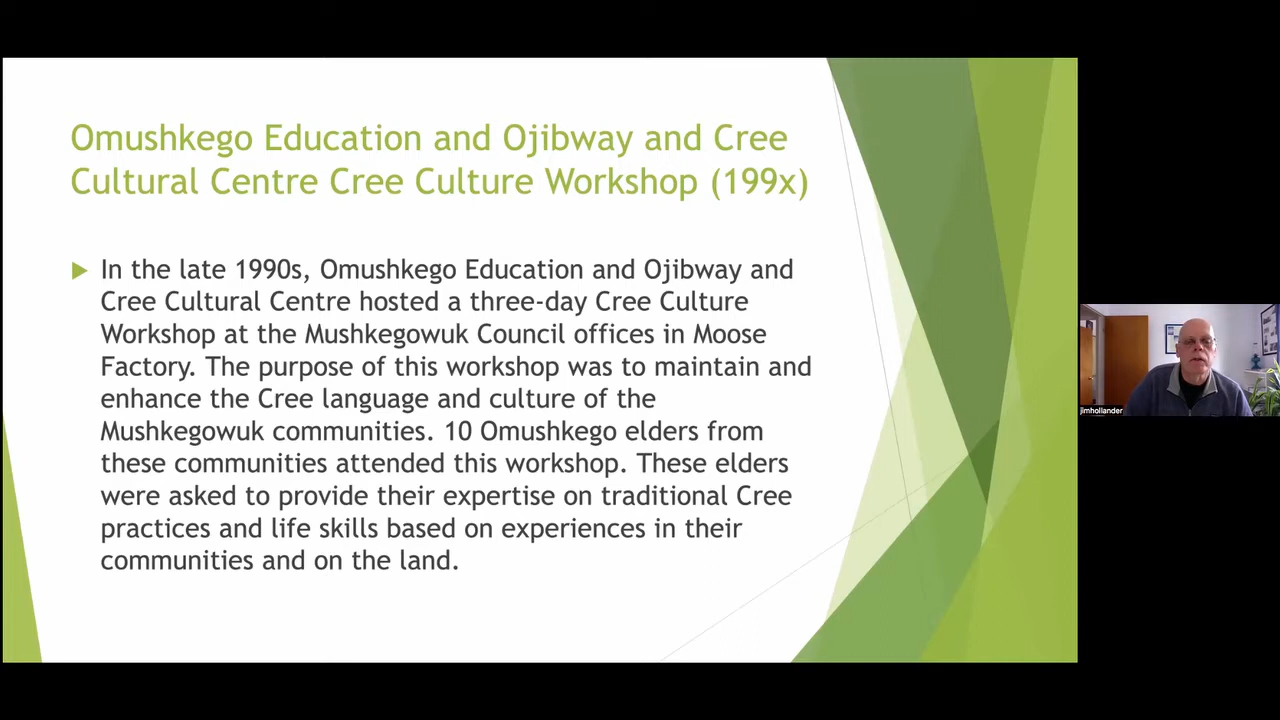 Omushkego Education and Ojibway and Cree
Cultural Centre Cree Culture Workshop (199x)
In the late 1990s, Omushkego Education and Ojibway and
Cree Cultural Centre hosted a three-day Cree Culture
Workshop at the Mushkegowuk Council offices in Moose
Factory. The purpose of this workshop was to maintain and
enhance the Cree language and culture of the
Mushkegowuk communities. 10 Omushkego elders from
these communities attended this workshop. These elders
were asked to provide their expertise on traditional Cree
practices and life skills based on experiences in their
communities and on the land.
jimhollander